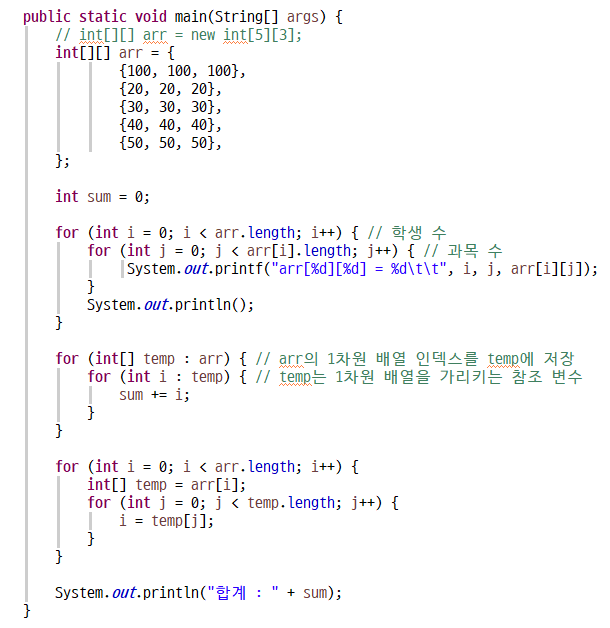 public static void main(String[] args) {
    // int[][] arr = new int[5][3];
    int[][] arr = {
            {100, 100, 100},
            {20, 20, 20},
            {30, 30, 30},
            {40, 40, 40},
            {50, 50, 50},
    };

    int sum = 0;

    for (int i = 0; i < arr.length; i++) { // 학생 수
        for (int j = 0; j < arr[i].length; j++) { // 과목 수
            System.out.printf("arr[%d][%d] = %d\t\t", i, j, arr[i][j]);
        }
        System.out.println();
    }

    for (int[] temp : arr) { // arr의 1차원 배열 인덱스를 temp에 저장
        for (int i : temp) { // temp는 1차원 배열을 가리키는 참조 변수
            sum += i;
        }
    }

    for (int i = 0; i < arr.length; i++) {
        int[] temp = arr[i];
        for (int j = 0; j < temp.length; j++) {
            i = temp[j];
        }
    }

    System.out.println("합계 : " + sum);
}